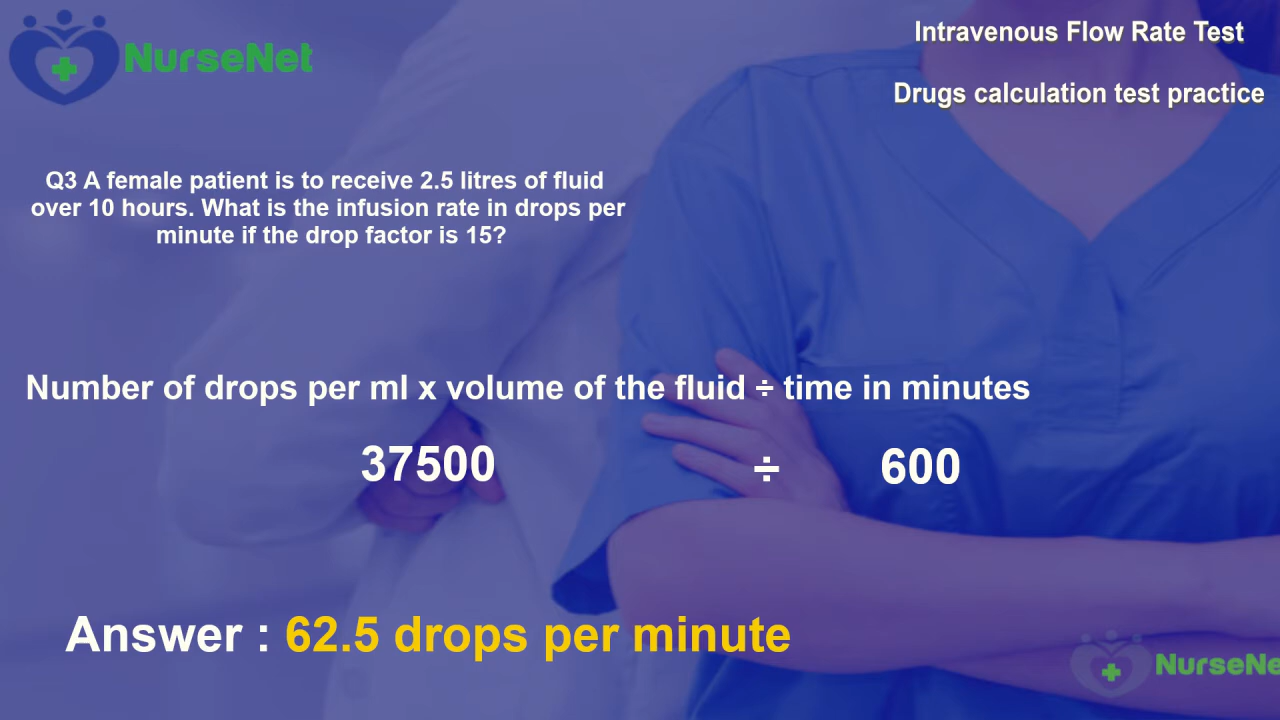 NurseNet
Intravenous Flow Rate Test
Drugs calculation test practice
Q3 A female patient is to receive 2.5 litres of fluid
over 10 hours. What is the infusion rate in drops per
minute if the drop factor is 15?
Number of drops per ml x volume of the fluid ÷ time in minutes
37500 ÷ 600
Answer : 62.5 drops per minute
NurseNe